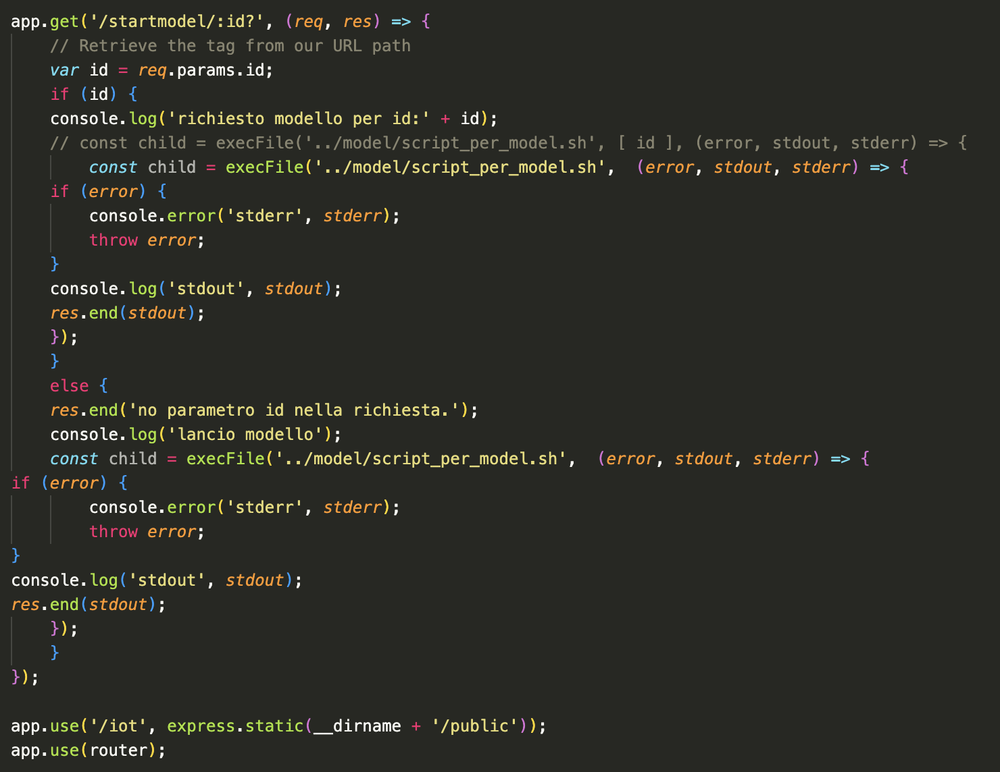 app.get('/startmodel/:id?', (req, res) => {
    // Retrieve the tag from our URL path
    var id = req.params.id;
    if (id) {
    console.log('richiesto modello per id:' + id);
    // const child = execFile('../model/script_per_model.sh', [ id ], (error, stdout, stderr) => {
        const child = execFile('../model/script_per_model.sh',  (error, stdout, stderr) => {
    if (error) {
        console.error('stderr', stderr);
        throw error;
    }
    console.log('stdout', stdout);
    res.end(stdout);
    });
    }
    else {
    res.end('no parametro id nella richiesta.');
    console.log('lancio modello');
    const child = execFile('../model/script_per_model.sh',  (error, stdout, stderr) => {
if (error) {
        console.error('stderr', stderr);
        throw error;
}
console.log('stdout', stdout);
res.end(stdout);
    });
    }
});

app.use('/iot', express.static(__dirname + '/public'));
app.use(router);